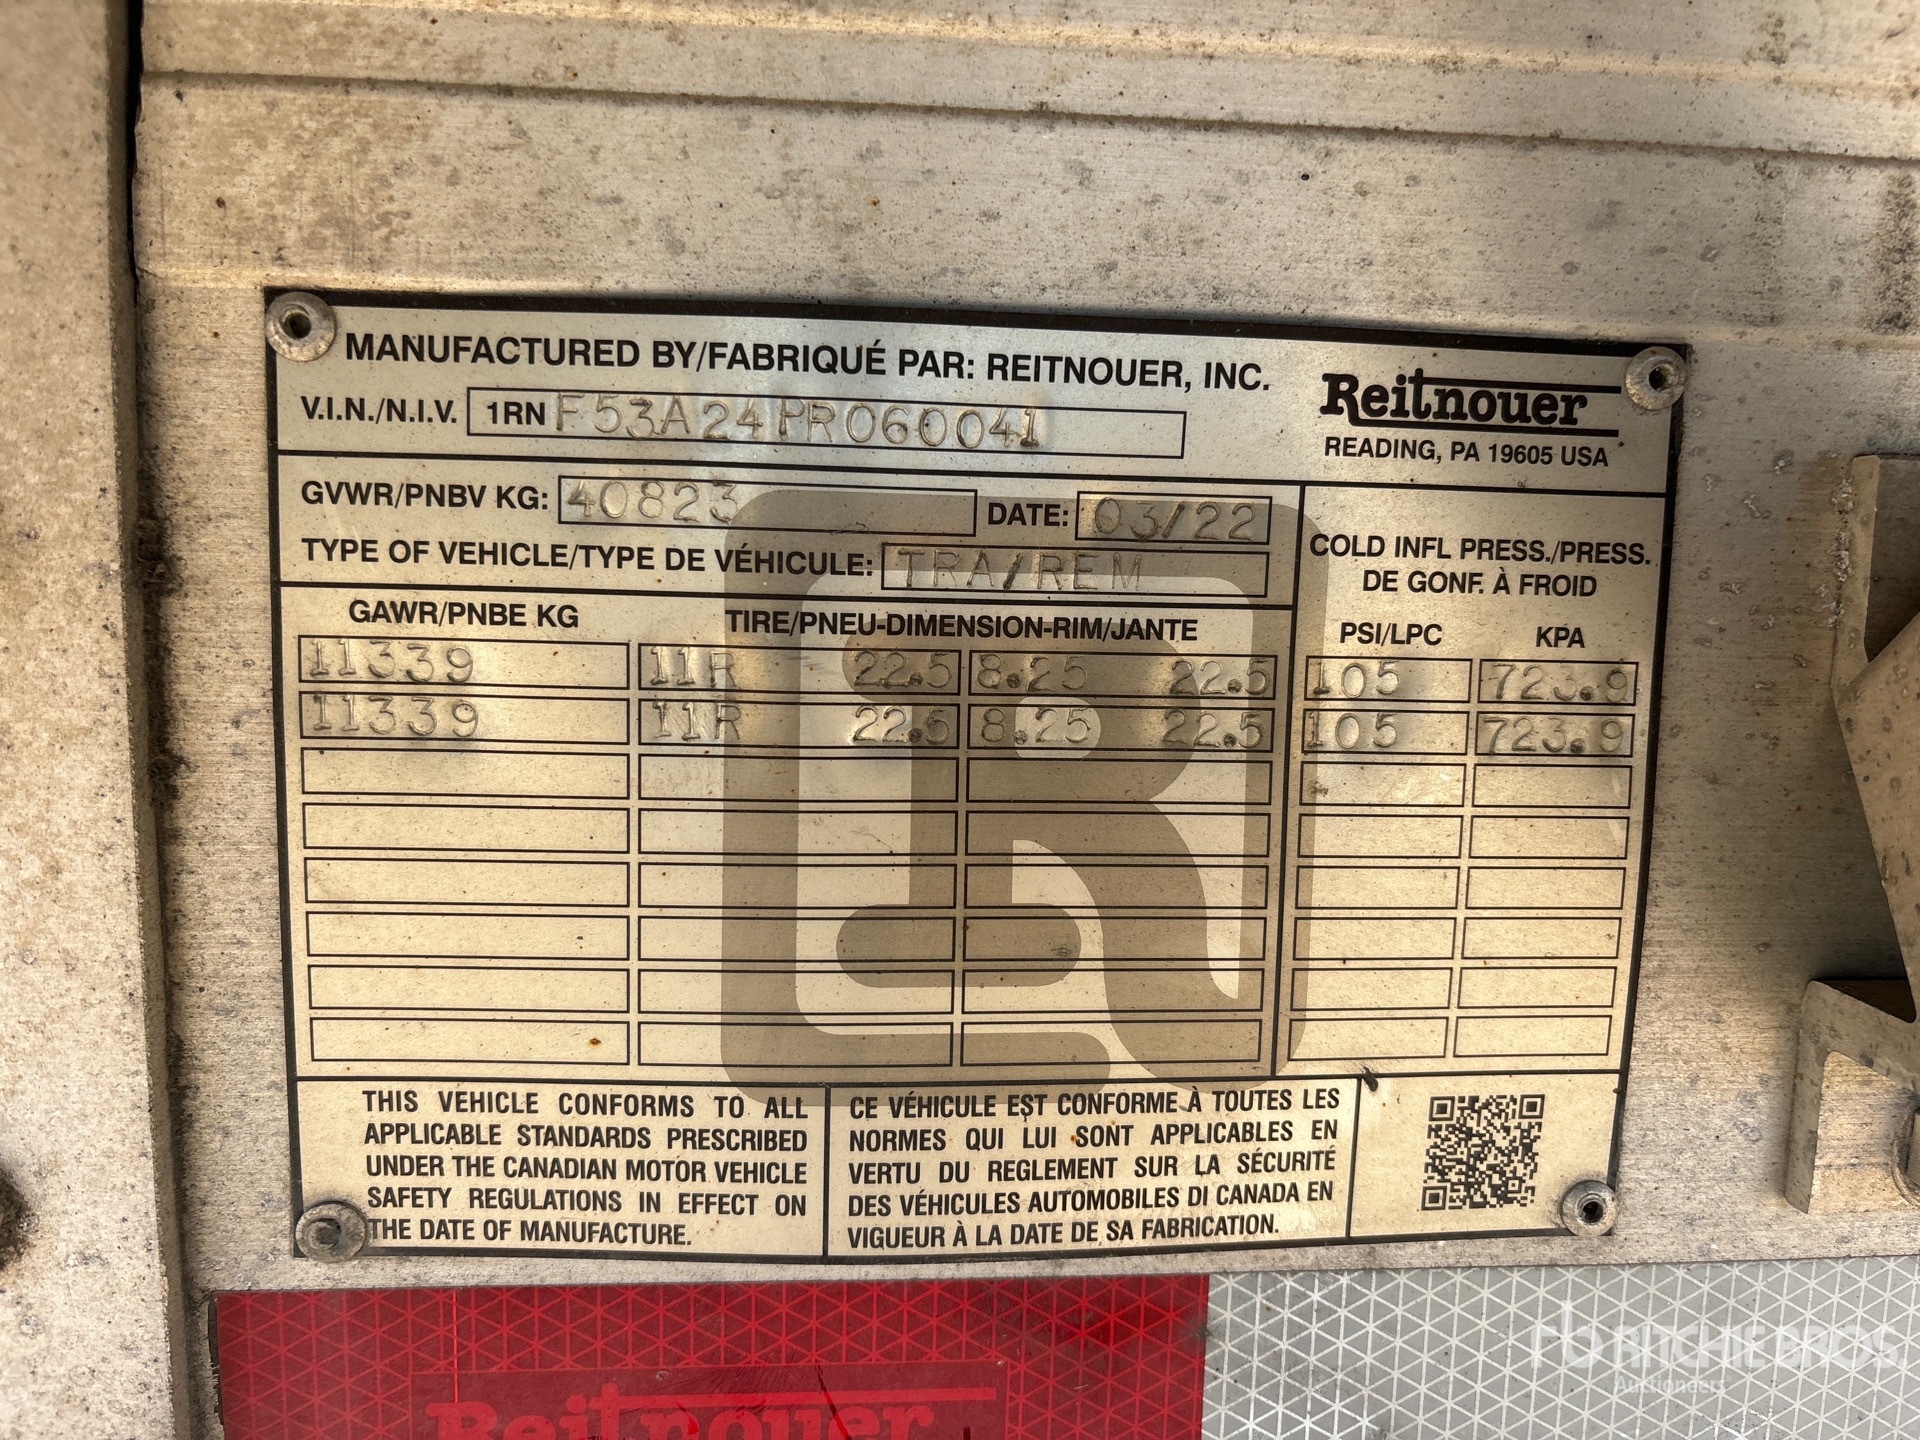 MANUFACTURED BY/FABRIQUÉ PAR: REITNOUER, INC.
V.I.N./N.I.V. 1RNF53A24PR060041
Reitnouer
READING, PA 19605 USA
GVWR/PNBV KG: 40823 DATE: 03/22
TYPE OF VEHICLE/TYPE DE VÉHICULE: TRA/REM
COLD INFL PRESS./PRESS.
DE GONF. À FROID
GAWR/PNBE KG TIRE/PNEU-DIMENSION-RIM/JANTE PSI/LPC KPA
11339 11R 22.5 8.25 22.5 105 723.9
11339 11R 22.5 8.25 22.5 105 723.9
THIS VEHICLE CONFORMS TO ALL
APPLICABLE STANDARDS PRESCRIBED
UNDER THE CANADIAN MOTOR VEHICLE
SAFETY REGULATIONS IN EFFECT ON
THE DATE OF MANUFACTURE.
CE VÉHICULE EST CONFORME À TOUTES LES
NORMES QUI LUI SONT APPLICABLES EN
VERTU DU REGLEMENT SUR LA SÉCURITÉ
DES VÉHICULES AUTOMOBILES DI CANADA EN
VIGUEUR À LA DATE DE SA FABRICATION.
Reitnouer
rb RITCHIE BROS.
Auctioneers